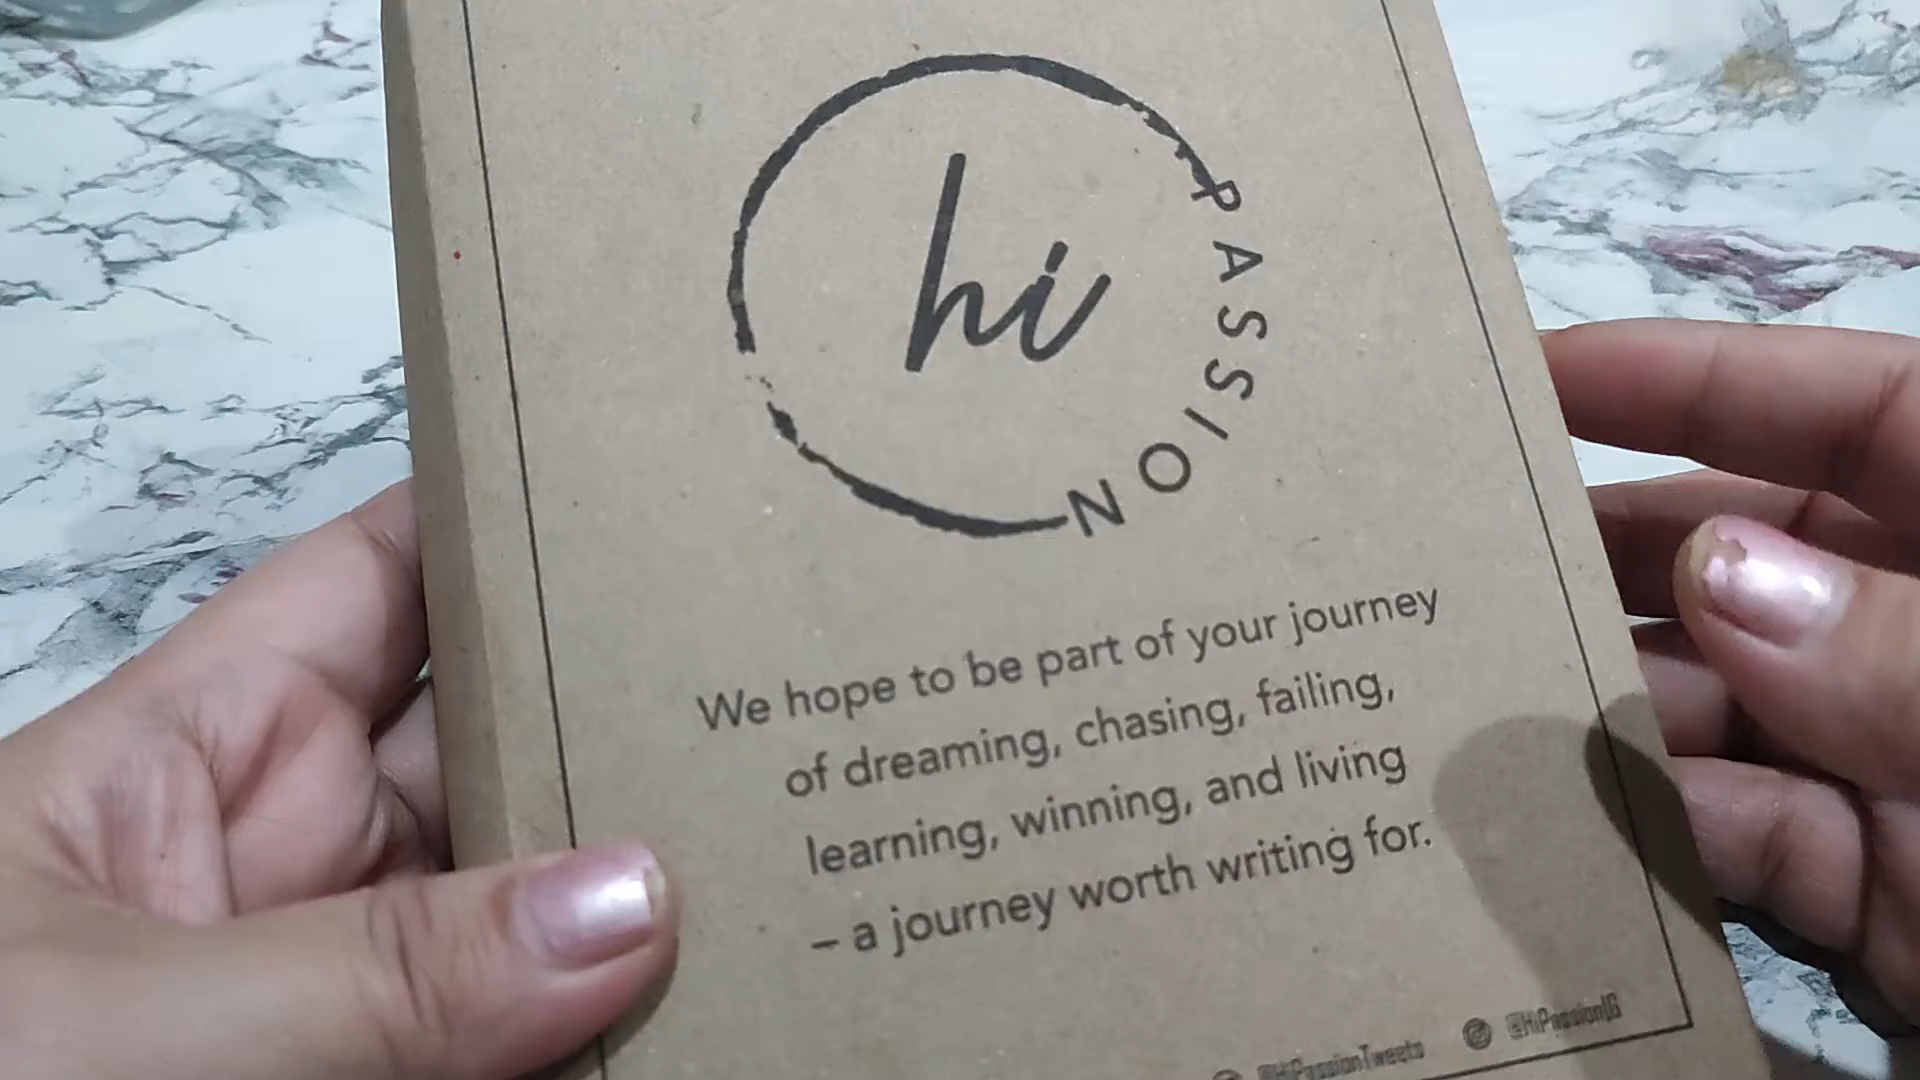 hi
PASSION
We hope to be part of your journey
of dreaming, chasing, failing,
learning, winning, and living
– a journey worth writing for.
@HiPassionTweets
@HiPassionIG